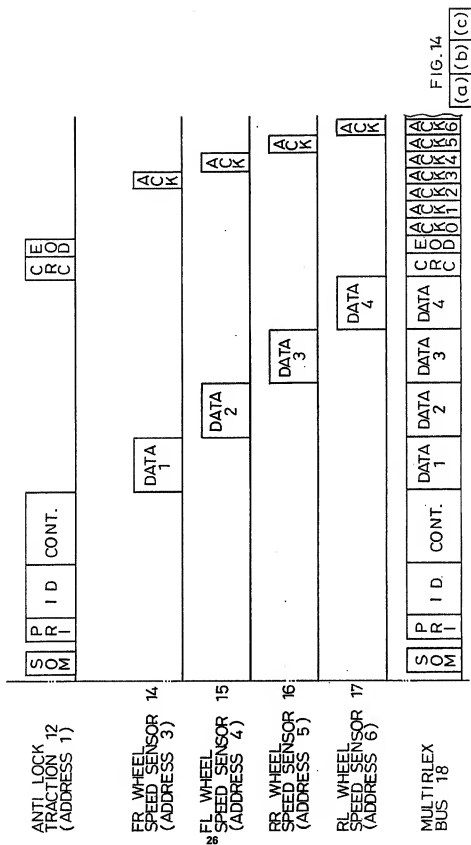 ANTI LOCK
TRACTION 12
(ADDRESS 1)
SOM PRI ID CONT. CRC EOD
FR WHEEL
SPEED SENSOR 14
(ADDRESS 3)
DATA 1 ACK
FL WHEEL
SPEED SENSOR 15
(ADDRESS 4)
DATA 2 ACK
RR WHEEL
SPEED SENSOR 16
(ADDRESS 5)
DATA 3 ACK
RL WHEEL
SPEED SENSOR 17
(ADDRESS 6)
DATA 4 ACK
MULTIRLEX
BUS 18
SOM PRI ID. CONT. DATA 1 DATA 2 DATA 3 DATA 4 CRC EOD ACK0 ACK1 ACK2 ACK3 ACK4 ACK5 ACK6
FIG.14
(a) (b) (c)
26